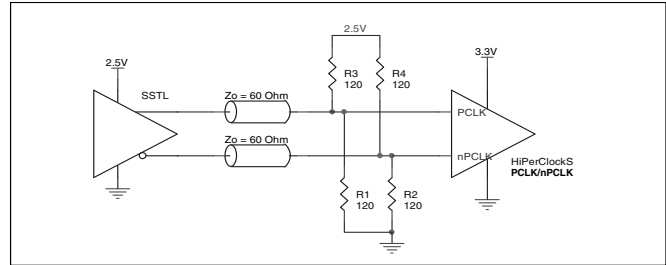 2.5V
3.3V
2.5V
SSTL
R3
120
R4
120
Zo = 60 Ohm
PCLK
Zo = 60 Ohm
nPCLK
HiPerClockS
PCLK/nPCLK
R1
120
R2
120